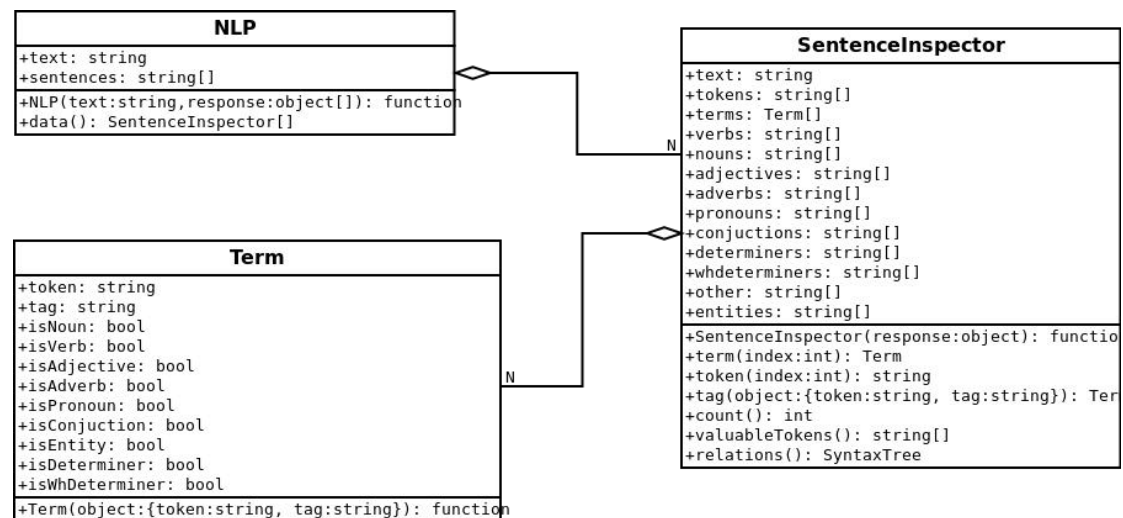 NLP
+text: string
+sentences: string[]
+NLP(text:string,response:object[]): function
+data(): SentenceInspector[]
SentenceInspector
+text: string
+tokens: string[]
+terms: Term[]
+verbs: string[]
+nouns: string[]
+adjectives: string[]
+adverbs: string[]
+pronouns: string[]
+conjuctions: string[]
+determiners: string[]
+whdeterminers: string[]
+other: string[]
+entities: string[]
+SentenceInspector(response:object): functio
+term(index:int): Term
+token(index:int): string
+tag(object:{token:string, tag:string}): Ter
+count(): int
+valuableTokens(): string[]
+relations(): SyntaxTree
N
Term
+token: string
+tag: string
+isNoun: bool
+isVerb: bool
+isAdjective: bool
+isAdverb: bool
+isPronoun: bool
+isConjuction: bool
+isEntity: bool
+isDeterminer: bool
+isWhDeterminer: bool
+Term(object:{token:string, tag:string}): function
N